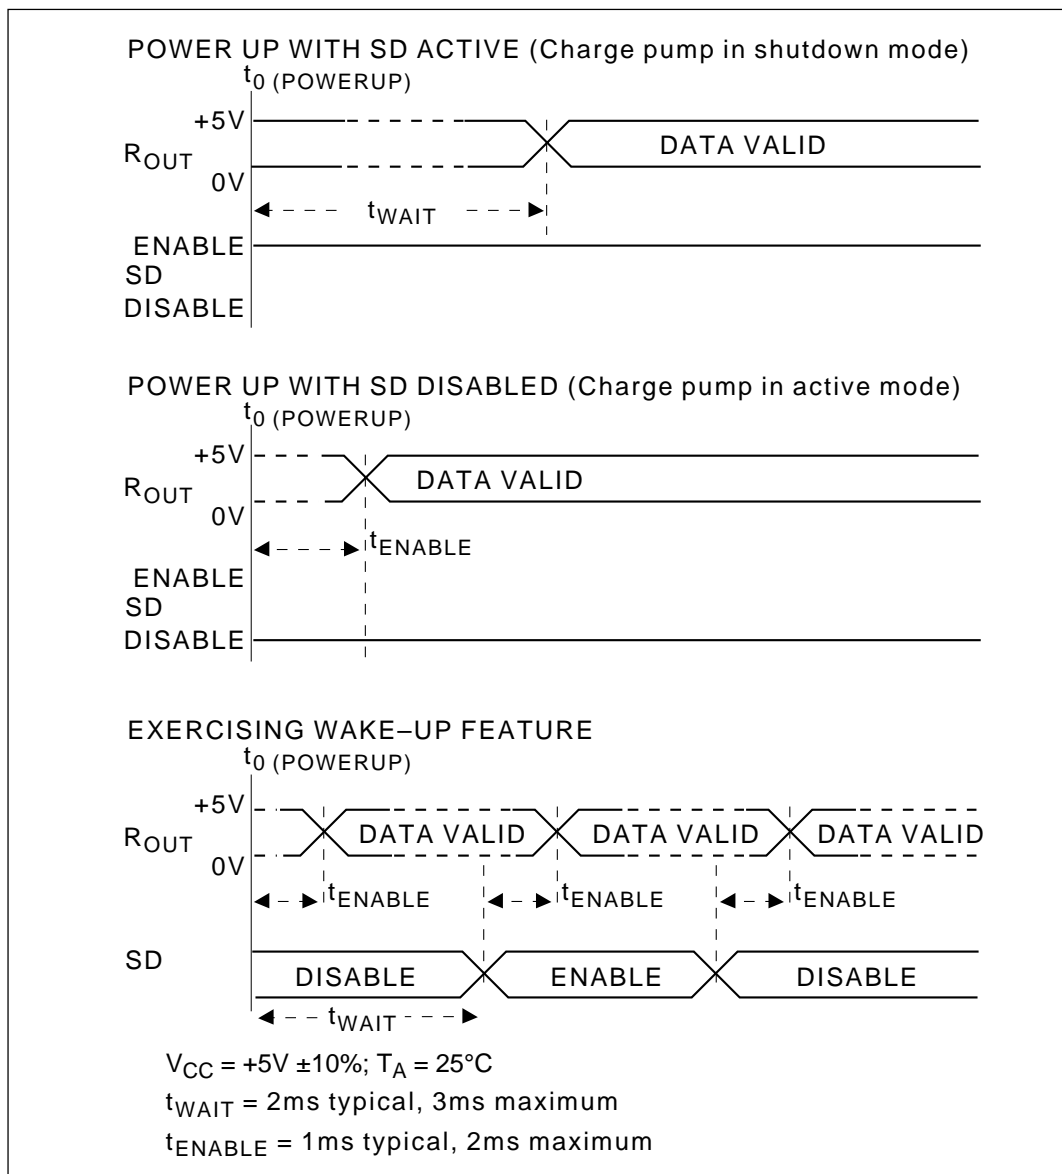 POWER UP WITH SD ACTIVE (Charge pump in shutdown mode)
t0 (POWERUP)
+5V
ROUT
DATA VALID
0V
tWAIT
ENABLE
SD
DISABLE
POWER UP WITH SD DISABLED (Charge pump in active mode)
t0 (POWERUP)
+5V
ROUT
DATA VALID
0V
tENABLE
ENABLE
SD
DISABLE
EXERCISING WAKE–UP FEATURE
t0 (POWERUP)
+5V
ROUT
DATA VALID DATA VALID DATA VALID
0V
tENABLE tENABLE tENABLE
SD
DISABLE ENABLE DISABLE
tWAIT
VCC = +5V ±10%; TA = 25°C
tWAIT = 2ms typical, 3ms maximum
tENABLE = 1ms typical, 2ms maximum